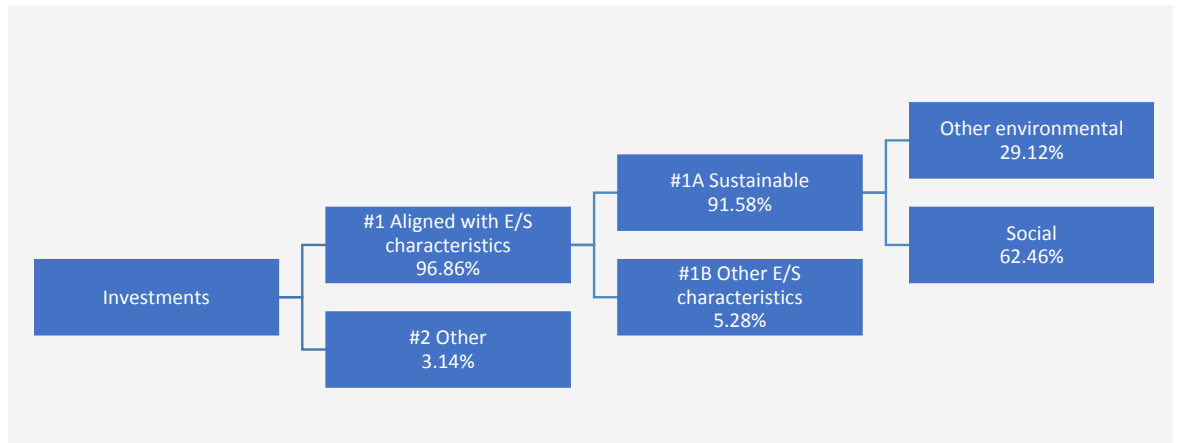 Investments
#1 Aligned with E/S
characteristics
96.86%
#2 Other
3.14%
#1A Sustainable
91.58%
#1B Other E/S
characteristics
5.28%
Other environmental
29.12%
Social
62.46%